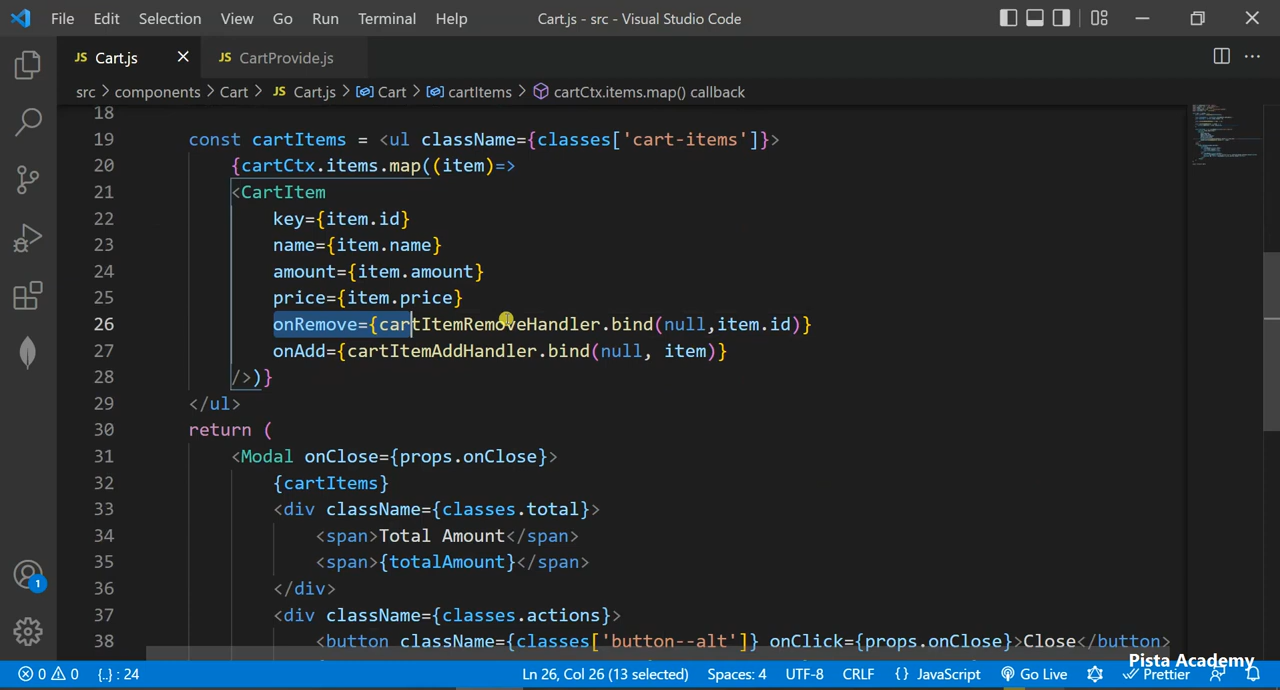 File Edit Selection View Go Run Terminal Help Cart.js - src - Visual Studio Code
JS Cart.js JS CartProvide.js
src > components > Cart > JS Cart.js > Cart > cartItems > cartCtx.items.map() callback
18
19 const cartItems = <ul className={classes['cart-items']}>
20 {cartCtx.items.map((item)=>
21 <CartItem
22 key={item.id}
23 name={item.name}
24 amount={item.amount}
25 price={item.price}
26 onRemove={cartItemRemoveHandler.bind(null,item.id)}
27 onAdd={cartItemAddHandler.bind(null, item)}
28 />)}
29 </ul>
30 return (
31 <Modal onClose={props.onClose}>
32 {cartItems}
33 <div className={classes.total}>
34 <span>Total Amount</span>
35 <span>{totalAmount}</span>
36 </div>
37 <div className={classes.actions}>
38 <button className={classes['button--alt']} onClick={props.onClose}>Close</button>
Pista Academy
1
0 0 {..} : 24 Ln 26, Col 26 (13 selected) Spaces: 4 UTF-8 CRLF {} JavaScript Go Live Prettier